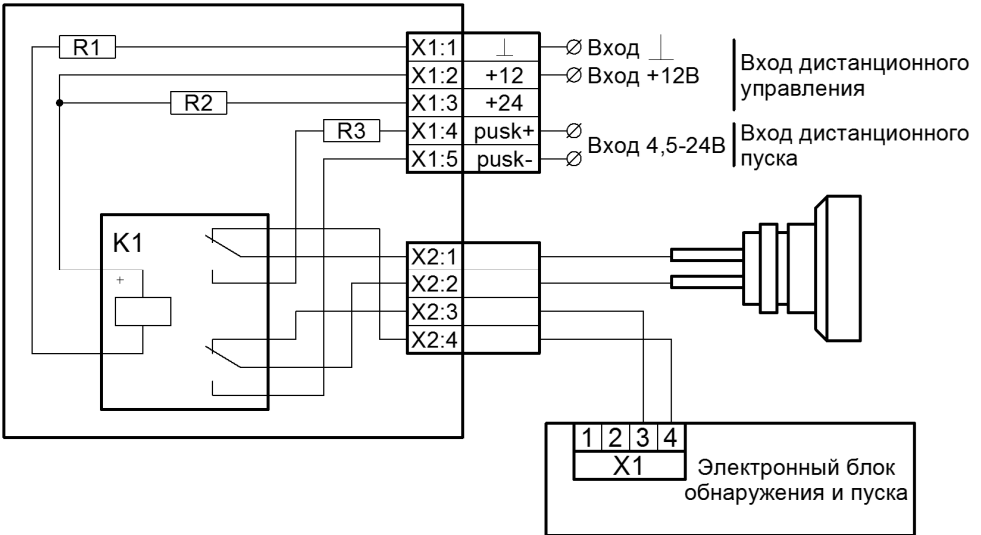 R1
R2
R3
K1
+
X1:1 ⊥
X1:2 +12
X1:3 +24
X1:4 pusk+
X1:5 pusk-
Вход ⊥
Вход +12В
Вход дистанционного
управления
Вход 4,5-24В
Вход дистанционного
пуска
X2:1
X2:2
X2:3
X2:4
1 2 3 4
X1
Электронный блок
обнаружения и пуска